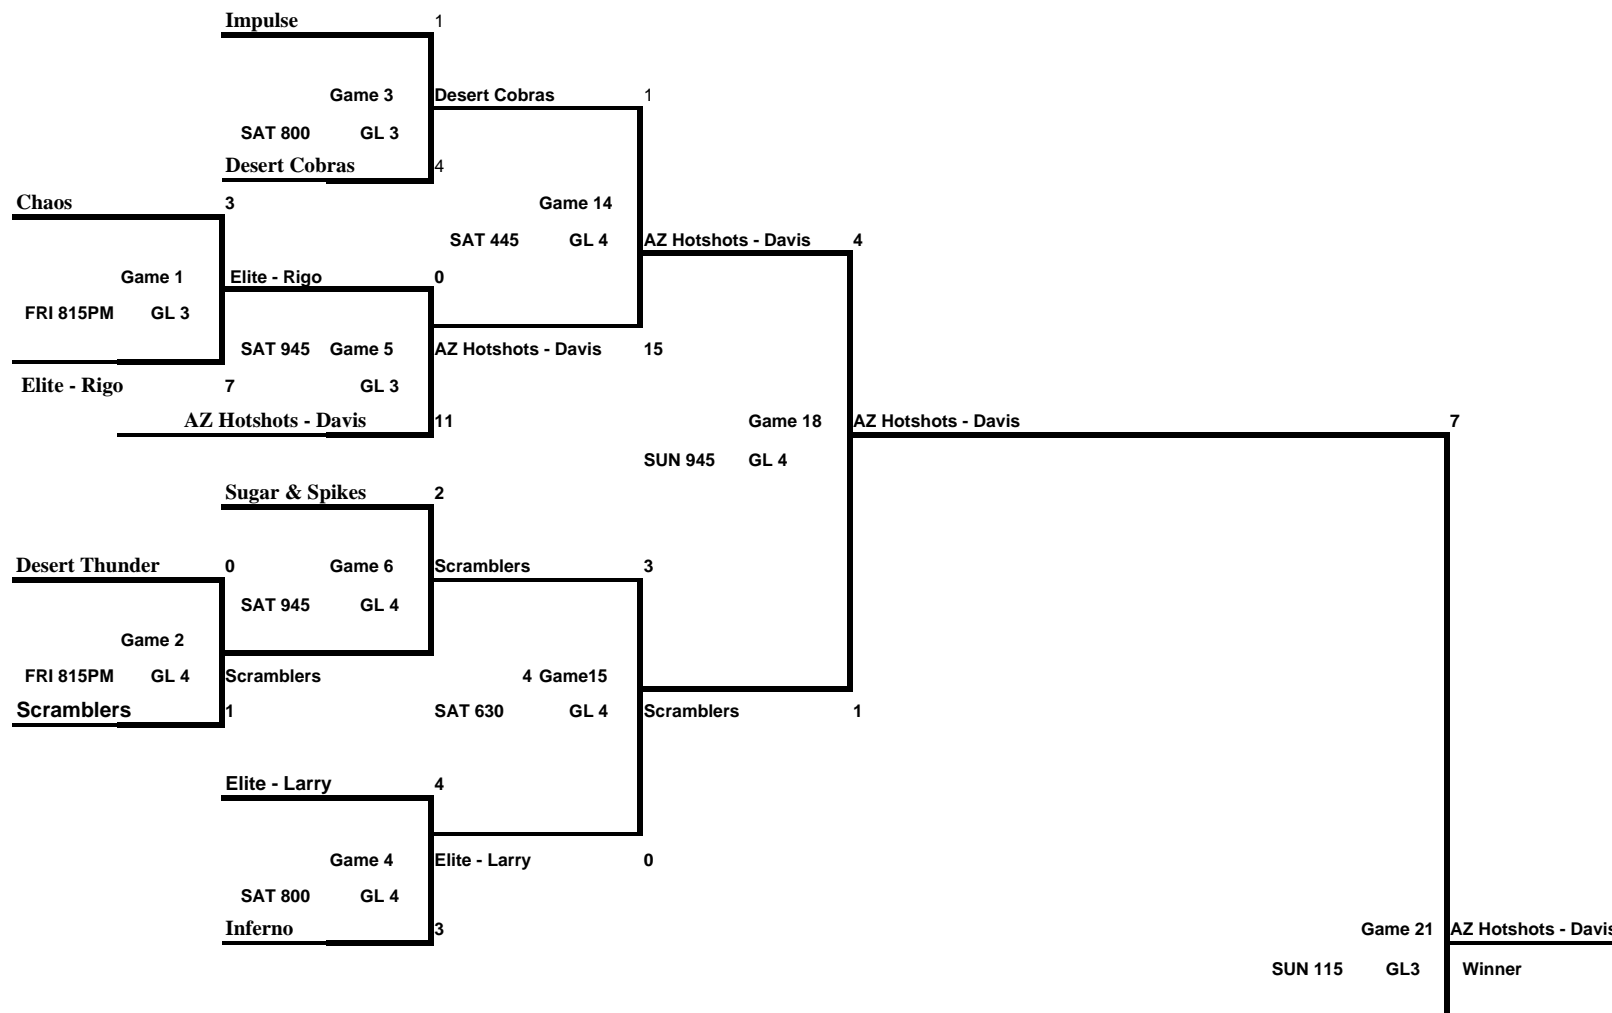 Impulse 1
Game 3 Desert Cobras 1
SAT 800 GL 3
Desert Cobras 4
Chaos 3 Game 14
SAT 445 GL 4 AZ Hotshots - Davis 4
Game 1 Elite - Rigo 0
FRI 815PM GL 3
SAT 945 Game 5 AZ Hotshots - Davis 15
Elite - Rigo 7 GL 3
AZ Hotshots - Davis 11 Game 18 AZ Hotshots - Davis 7
SUN 945 GL 4
Sugar & Spikes 2
Desert Thunder 0 Game 6 Scramblers 3
SAT 945 GL 4
Game 2
FRI 815PM GL 4 Scramblers 4 Game15
Scramblers 1 SAT 630 GL 4 Scramblers 1
Elite - Larry 4
Game 4 Elite - Larry 0
SAT 800 GL 4
Inferno 3 Game 21 AZ Hotshots - Davis
SUN 115 GL3 Winner